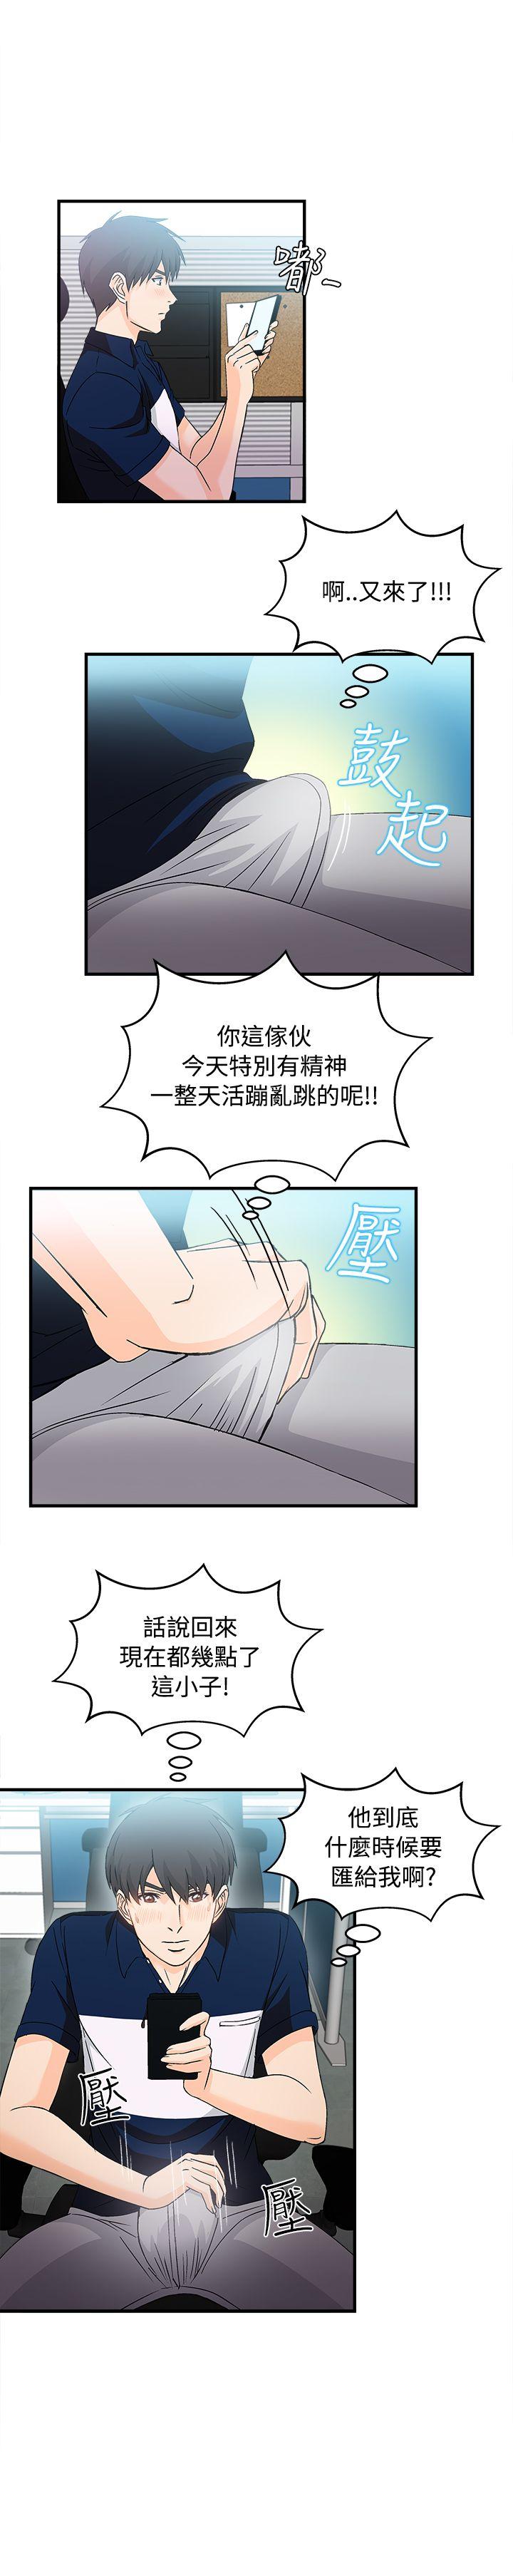 嘟~
啊..又來了!!!
鼓起
你這傢伙
今天特別有精神
一整天活蹦亂跳的呢!!
壓
話說回來
現在都幾點了
這小子!
他到底
什麼時候要
匯給我啊?
壓
壓